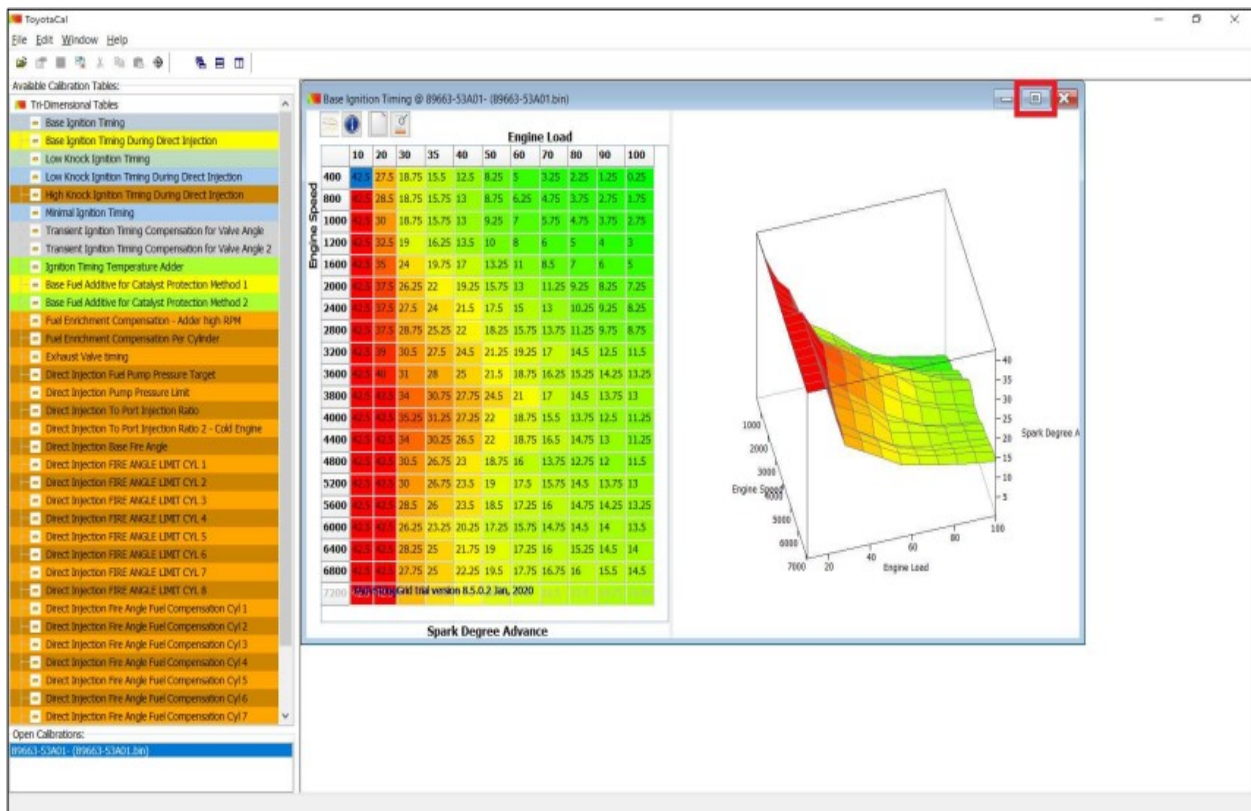 ToyotaCal
File Edit Window Help
Available Calibration Tables:
Tri-Dimensional Tables
Base Ignition Timing
Base Ignition Timing During Direct Injection
Low Knock Ignition Timing
Low Knock Ignition Timing During Direct Injection
High Knock Ignition Timing During Direct Injection
Minimal Ignition Timing
Transient Ignition Timing Compensation for Valve Angle
Transient Ignition Timing Compensation for Valve Angle 2
Ignition Timing Temperature Adder
Base Fuel Additive for Catalyst Protection Method 1
Base Fuel Additive for Catalyst Protection Method 2
Fuel Enrichment Compensation - Adder high RPM
Fuel Enrichment Compensation Per Cylinder
Exhaust Valve timing
Direct Injection Fuel Pump Pressure Target
Direct Injection Pump Pressure Limit
Direct Injection To Port Injection Ratio
Direct Injection To Port Injection Ratio 2 - Cold Engine
Direct Injection Base Fire Angle
Direct Injection FIRE ANGLE LIMIT CYL 1
Direct Injection FIRE ANGLE LIMIT CYL 2
Direct Injection FIRE ANGLE LIMIT CYL 3
Direct Injection FIRE ANGLE LIMIT CYL 4
Direct Injection FIRE ANGLE LIMIT CYL 5
Direct Injection FIRE ANGLE LIMIT CYL 6
Direct Injection FIRE ANGLE LIMIT CYL 7
Direct Injection FIRE ANGLE LIMIT CYL 8
Direct Injection Fire Angle Fuel Compensation Cyl 1
Direct Injection Fire Angle Fuel Compensation Cyl 2
Direct Injection Fire Angle Fuel Compensation Cyl 3
Direct Injection Fire Angle Fuel Compensation Cyl 4
Direct Injection Fire Angle Fuel Compensation Cyl 5
Direct Injection Fire Angle Fuel Compensation Cyl 6
Direct Injection Fire Angle Fuel Compensation Cyl 7
Open Calibrations:
89663-53A01- (89663-53A01.bin)
Base Ignition Timing @ 89663-53A01- (89663-53A01.bin)
Engine Load
Engine Speed
10 20 30 35 40 50 60 70 80 90 100
400 42.5 27.5 18.75 15.5 12.5 8.25 5 3.25 2.25 1.25 0.25
800 42.5 28.5 18.75 15.75 13 8.75 6.25 4.75 3.75 2.75 1.75
1000 42.5 30 18.75 15.75 13 9.25 7 5.75 4.75 3.75 2.75
1200 42.5 32.5 19 16.25 13.5 10 8 6 5 4 3
1600 42.5 35 24 19.75 17 13.25 11 8.5 7 6 5
2000 42.5 37.5 26.25 22 19.25 15.75 13 11.25 9.25 8.25 7.25
2400 42.5 37.5 27.5 24 21.5 17.5 15 13 10.25 9.25 8.25
2800 42.5 37.5 28.75 25.25 22 18.25 15.75 13.75 11.25 9.75 8.75
3200 42.5 39 30.5 27.5 24.5 21.25 19.25 17 14.5 12.5 11.5
3600 42.5 40 31 28 25 21.5 18.75 16.25 15.25 14.25 13.25
3800 42.5 42.5 34 30.75 27.75 24.5 21 17 14.5 13.75 13
4000 42.5 42.5 35.25 31.25 27.25 22 18.75 15.5 13.75 12.5 11.25
4400 42.5 42.5 34 30.25 26.5 22 18.75 16.5 14.75 13 11.25
4800 42.5 42.5 30.5 26.75 23 18.75 16 13.75 12.75 12 11.5
5200 42.5 42.5 30 26.75 23.5 19 17.5 15.75 14.5 13.75 13
5600 42.5 42.5 28.5 26 23.5 18.5 17.25 16 14.75 14.25 13.25
6000 42.5 42.5 26.25 23.25 20.25 17.25 15.75 14.75 14.5 14 13.5
6400 42.5 42.5 28.25 25 21.75 19 17.25 16 15.25 14.5 14
6800 42.5 42.5 27.75 25 22.25 19.5 17.75 16.75 16 15.5 14.5
7200 Grid trial version 8.5.0.2 Jan, 2020
Spark Degree Advance
40
35
30
25
20
15
10
5
Spark Degree A
1000
2000
3000
4000
5000
6000
7000
Engine Speed
20 40 60 80 100
Engine Load